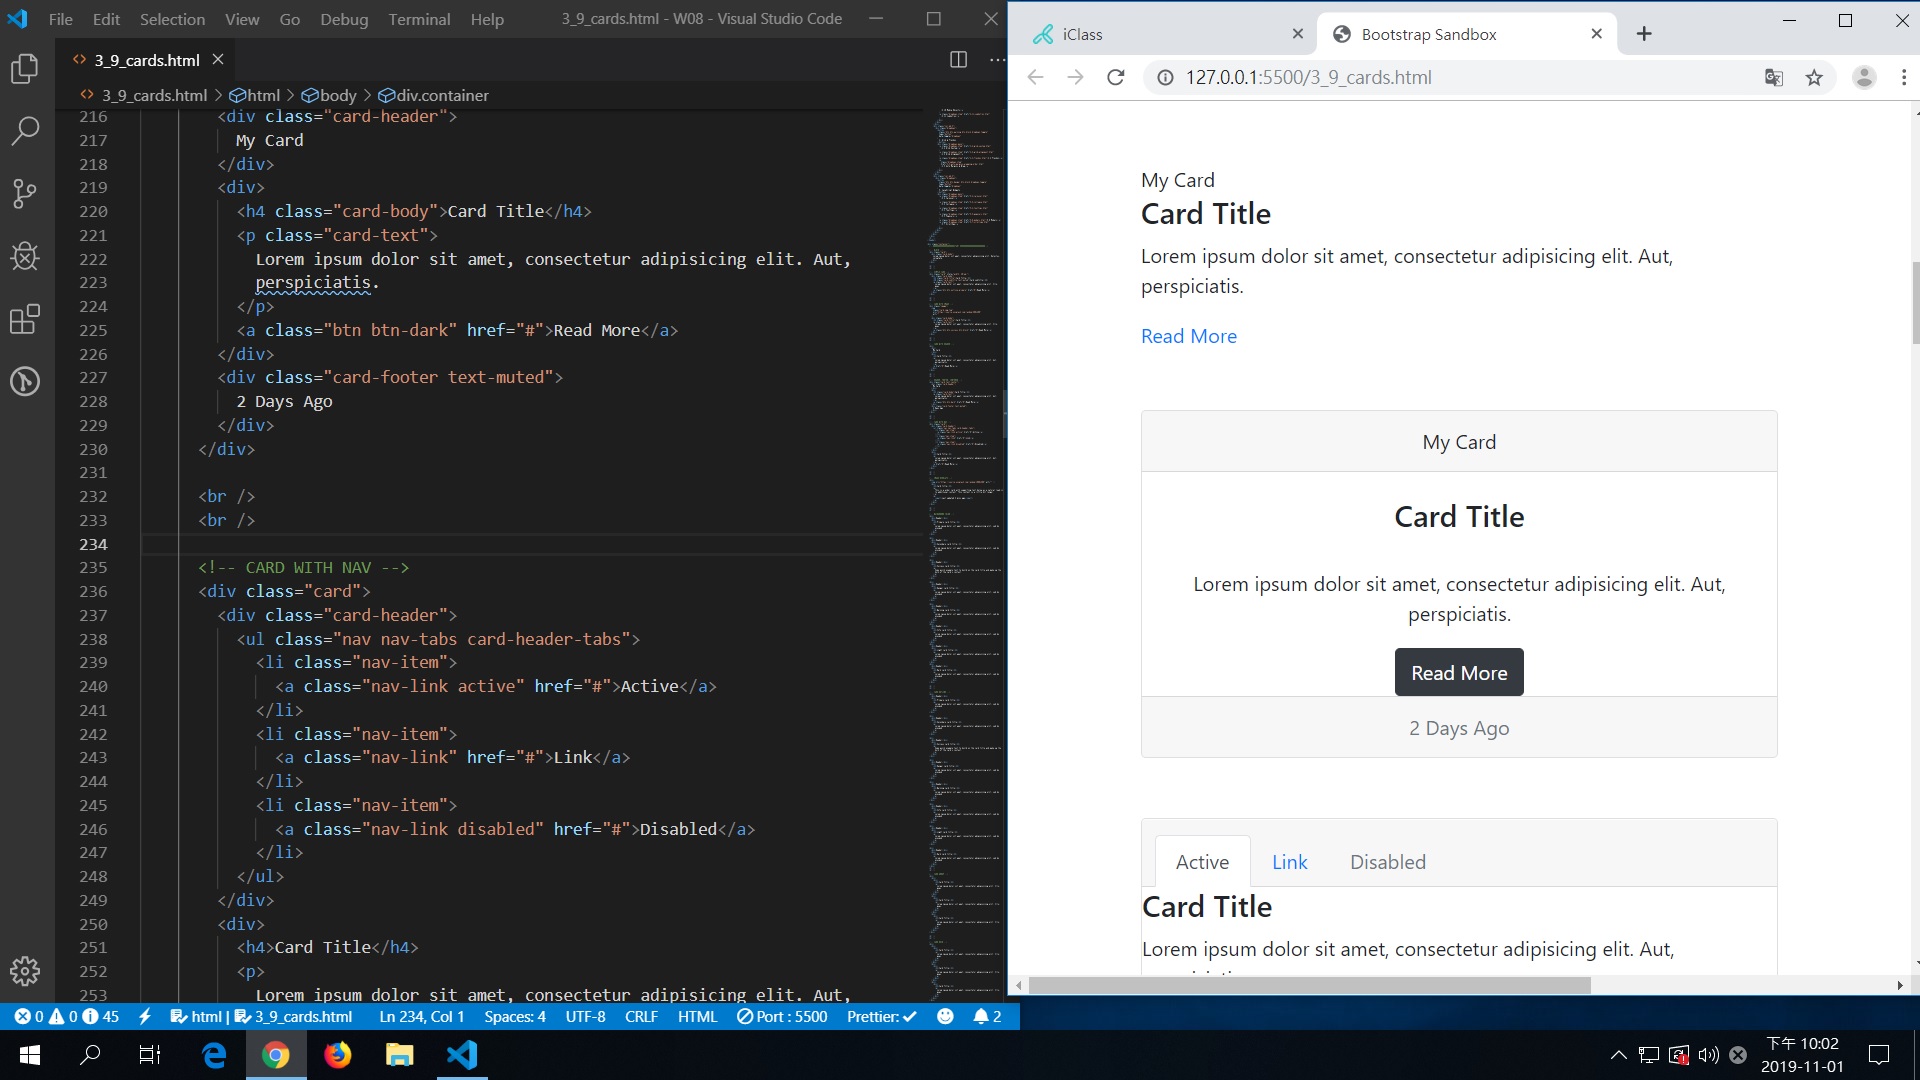 File Edit Selection View Go Debug Terminal Help 3_9_cards.html - W08 - Visual Studio Code
3_9_cards.html
3_9_cards.html > html > body > div.container
216 <div class="card-header">
217 My Card
218 </div>
219 <div>
220 <h4 class="card-body">Card Title</h4>
221 <p class="card-text">
222 Lorem ipsum dolor sit amet, consectetur adipisicing elit. Aut,
223 perspiciatis.
224 </p>
225 <a class="btn btn-dark" href="#">Read More</a>
226 </div>
227 <div class="card-footer text-muted">
228 2 Days Ago
229 </div>
230 </div>
231
232 <br />
233 <br />
234
235 <!-- CARD WITH NAV -->
236 <div class="card">
237 <div class="card-header">
238 <ul class="nav nav-tabs card-header-tabs">
239 <li class="nav-item">
240 <a class="nav-link active" href="#">Active</a>
241 </li>
242 <li class="nav-item">
243 <a class="nav-link" href="#">Link</a>
244 </li>
245 <li class="nav-item">
246 <a class="nav-link disabled" href="#">Disabled</a>
247 </li>
248 </ul>
249 </div>
250 <div>
251 <h4>Card Title</h4>
252 <p>
253 Lorem ipsum dolor sit amet, consectetur adipisicing elit. Aut,
0 0 45 html | 3_9_cards.html Ln 234, Col 1 Spaces: 4 UTF-8 CRLF HTML Port : 5500 Prettier: 2
iClass
Bootstrap Sandbox
127.0.0.1:5500/3_9_cards.html
My Card
Card Title
Lorem ipsum dolor sit amet, consectetur adipisicing elit. Aut,
perspiciatis.
Read More
My Card
Card Title
Lorem ipsum dolor sit amet, consectetur adipisicing elit. Aut,
perspiciatis.
Read More
2 Days Ago
Active Link Disabled
Card Title
Lorem ipsum dolor sit amet, consectetur adipisicing elit. Aut,
下午 10:02
2019-11-01